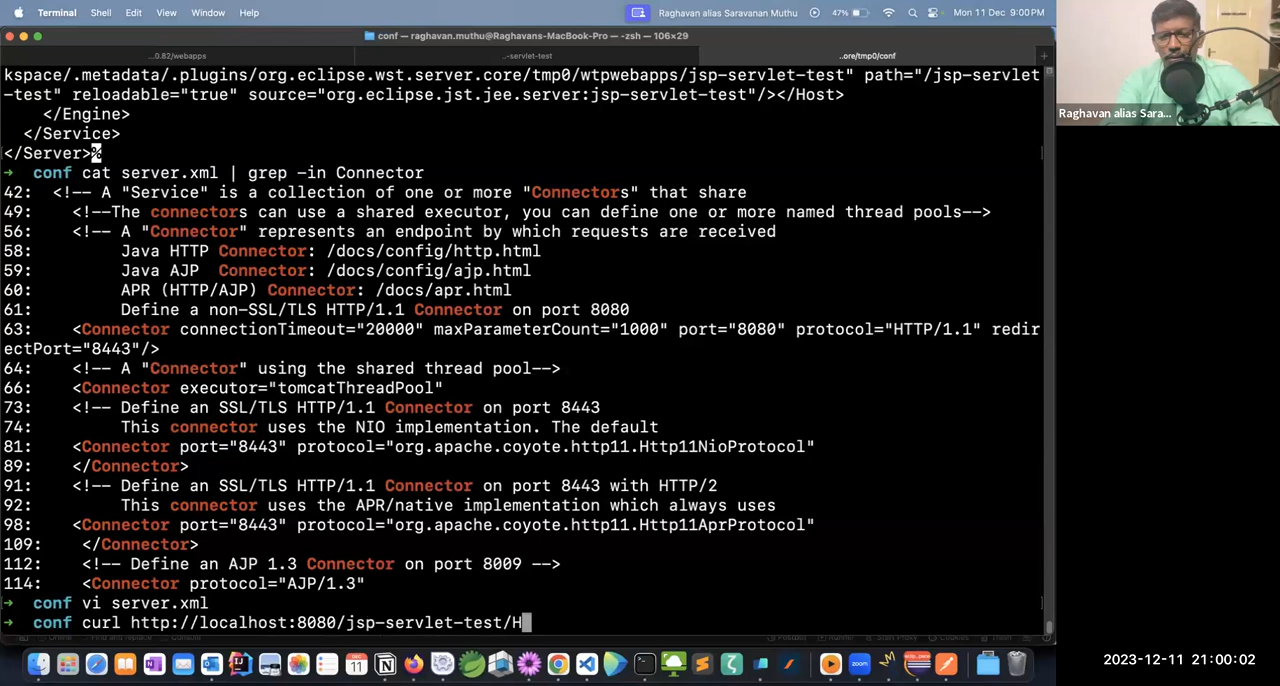 Terminal Shell Edit View Window Help Raghavan alias Saravanan Muthu 47% Mon 11 Dec 9:00 PM
conf — raghavan.muthu@Raghavans-MacBook-Pro — -zsh — 106×29
...0.82/webapps ...-servlet-test ...ore/tmp0/conf
kspace/.metadata/.plugins/org.eclipse.wst.server.core/tmp0/wtpwebapps/jsp-servlet-test" path="/jsp-servlet
-test" reloadable="true" source="org.eclipse.jst.jee.server:jsp-servlet-test"/></Host>
</Engine>
</Service>
</Server>%
→ conf cat server.xml | grep -in Connector
42: <!-- A "Service" is a collection of one or more "Connectors" that share
49: <!--The connectors can use a shared executor, you can define one or more named thread pools-->
56: <!-- A "Connector" represents an endpoint by which requests are received
58: Java HTTP Connector: /docs/config/http.html
59: Java AJP  Connector: /docs/config/ajp.html
60: APR (HTTP/AJP) Connector: /docs/apr.html
61: Define a non-SSL/TLS HTTP/1.1 Connector on port 8080
63: <Connector connectionTimeout="20000" maxParameterCount="1000" port="8080" protocol="HTTP/1.1" redir
ectPort="8443"/>
64: <!-- A "Connector" using the shared thread pool-->
66: <Connector executor="tomcatThreadPool"
73: <!-- Define an SSL/TLS HTTP/1.1 Connector on port 8443
74: This connector uses the NIO implementation. The default
81: <Connector port="8443" protocol="org.apache.coyote.http11.Http11NioProtocol"
89: </Connector>
91: <!-- Define an SSL/TLS HTTP/1.1 Connector on port 8443 with HTTP/2
92: This connector uses the APR/native implementation which always uses
98: <Connector port="8443" protocol="org.apache.coyote.http11.Http11AprProtocol"
109: </Connector>
112: <!-- Define an AJP 1.3 Connector on port 8009 -->
114: <Connector protocol="AJP/1.3"
→ conf vi server.xml
→ conf curl http://localhost:8080/jsp-servlet-test/H
Raghavan alias Sara...
2023-12-11 21:00:02